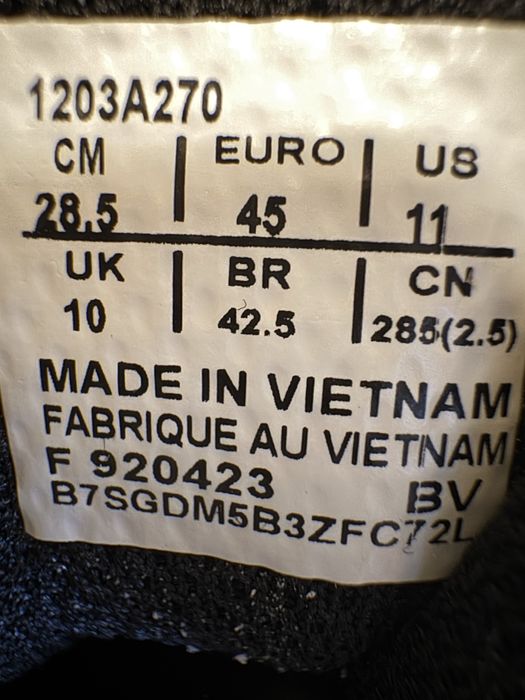 1203A270
CM | EURO | US
28.5 | 45 | 11
UK | BR | CN
10 | 42.5 | 285(2.5)
MADE IN VIETNAM
FABRIQUE AU VIETNAM
F 920423 BV
B7SGDM5B3ZFC72L